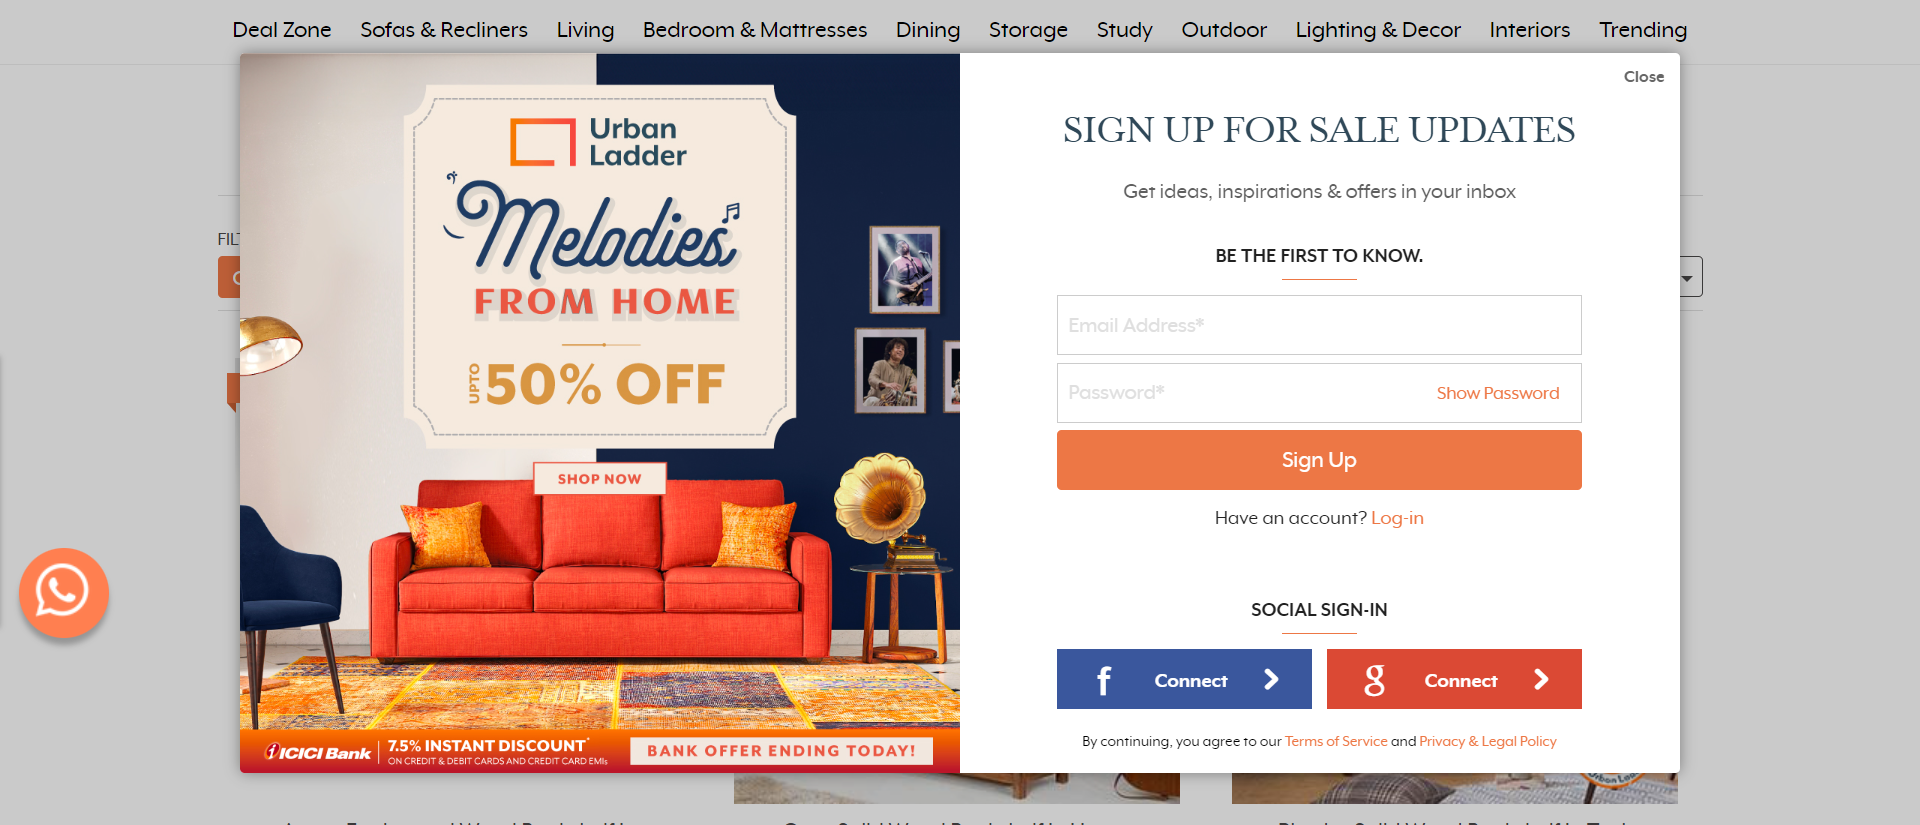 Deal Zone Sofas & Recliners Living Bedroom & Mattresses Dining Storage Study Outdoor Lighting & Decor Interiors Trending
Close
Urban
Ladder
Melodies
FROM HOME
UPTO 50% OFF
SHOP NOW
ICICI Bank
7.5% INSTANT DISCOUNT*
ON CREDIT & DEBIT CARDS AND CREDIT CARD EMIs
BANK OFFER ENDING TODAY!
SIGN UP FOR SALE UPDATES
Get ideas, inspirations & offers in your inbox
BE THE FIRST TO KNOW.
Email Address*
Password* Show Password
Sign Up
Have an account? Log-in
SOCIAL SIGN-IN
f Connect
g Connect
By continuing, you agree to our Terms of Service and Privacy & Legal Policy